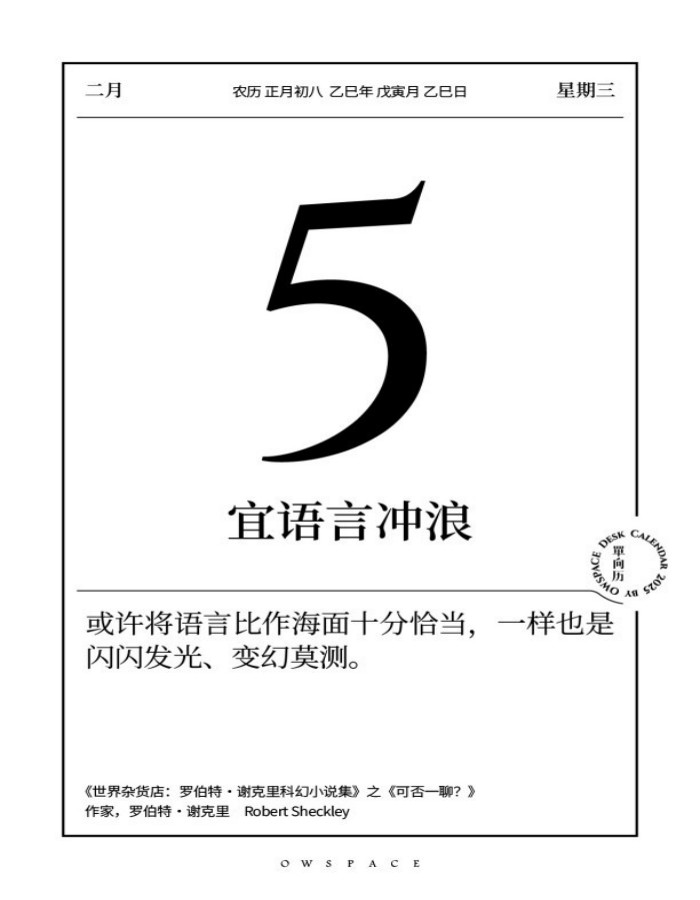 二月
农历 正月初八 乙巳年 戊寅月 乙巳日
星期三
5
宜语言冲浪
OWSPACE DESK CALENDAR 2025 BY
單向历
或许将语言比作海面十分恰当，一样也是
闪闪发光、变幻莫测。
《世界杂货店：罗伯特·谢克里科幻小说集》之《可否一聊？》
作家，罗伯特·谢克里 Robert Sheckley
OWSPACE